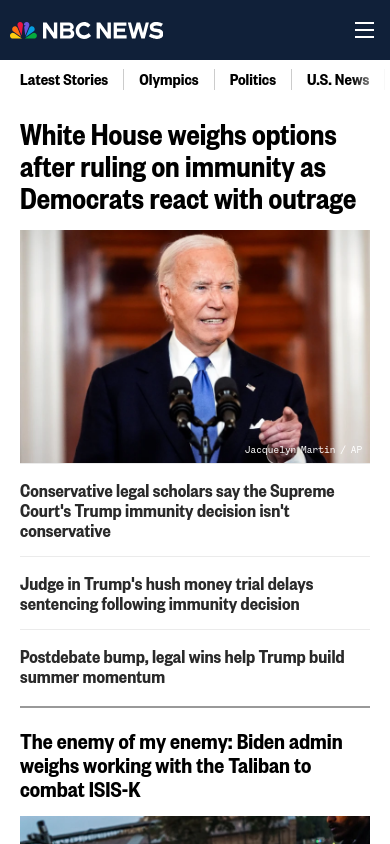 NBC NEWS
Latest Stories
Olympics
Politics
U.S. News
White House weighs options
after ruling on immunity as
Democrats react with outrage
Jacquelyn Martin / AP
Conservative legal scholars say the Supreme
Court's Trump immunity decision isn't
conservative
Judge in Trump's hush money trial delays
sentencing following immunity decision
Postdebate bump, legal wins help Trump build
summer momentum
The enemy of my enemy: Biden admin
weighs working with the Taliban to
combat ISIS-K